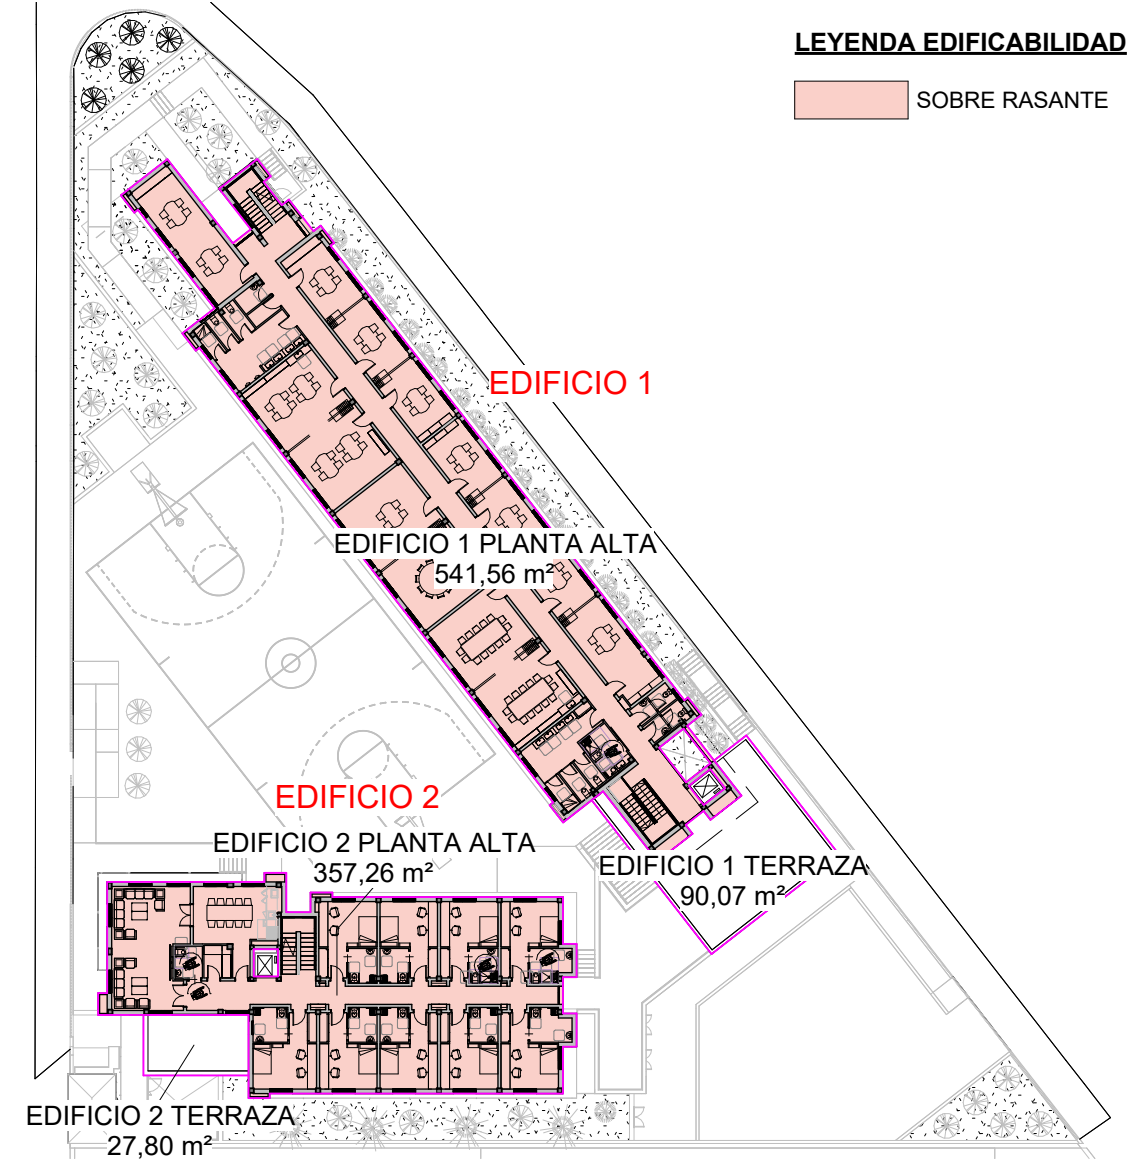 LEYENDA EDIFICABILIDAD
SOBRE RASANTE
EDIFICIO 1
EDIFICIO 1 PLANTA ALTA
541,56 m²
EDIFICIO 2
EDIFICIO 2 PLANTA ALTA
357,26 m²
EDIFICIO 1 TERRAZA
90,07 m²
EDIFICIO 2 TERRAZA
27,80 m²